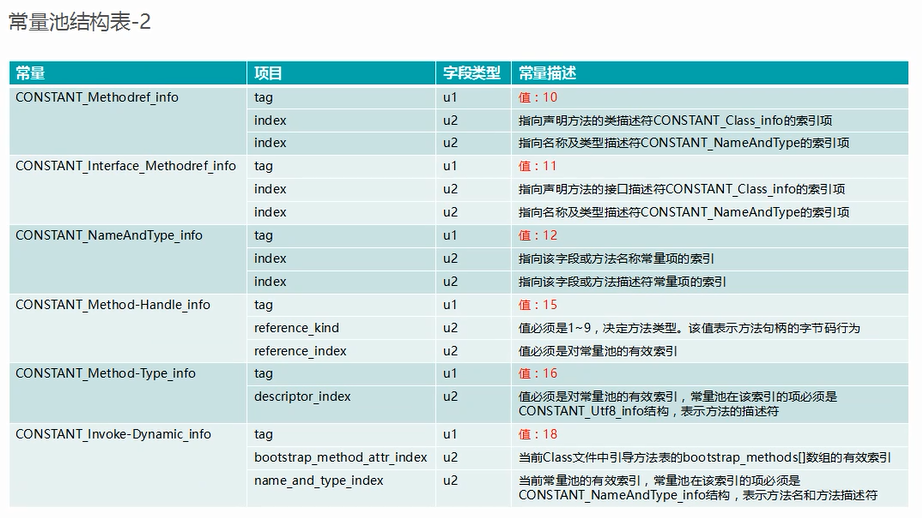 常量池结构表-2
常量 项目 字段类型 常量描述
CONSTANT_Methodref_info tag u1 值：10
index u2 指向声明方法的类描述符CONSTANT_Class_info的索引项
index u2 指向名称及类型描述符CONSTANT_NameAndType的索引项
CONSTANT_Interface_Methodref_info tag u1 值：11
index u2 指向声明方法的接口描述符CONSTANT_Class_info的索引项
index u2 指向名称及类型描述符CONSTANT_NameAndType的索引项
CONSTANT_NameAndType_info tag u1 值：12
index u2 指向该字段或方法名称常量项的索引
index u2 指向该字段或方法描述符常量项的索引
CONSTANT_Method-Handle_info tag u1 值：15
reference_kind u2 值必须是1~9，决定方法类型。该值表示方法句柄的字节码行为
reference_index u2 值必须是对常量池的有效索引
CONSTANT_Method-Type_info tag u1 值：16
descriptor_index u2 值必须是对常量池的有效索引，常量池在该索引的项必须是
CONSTANT_Utf8_info结构，表示方法的描述符
CONSTANT_Invoke-Dynamic_info tag u1 值：18
bootstrap_method_attr_index u2 当前Class文件中引导方法表的bootstrap_methods[]数组的有效索引
name_and_type_index u2 当前常量池的有效索引，常量池在该索引的项必须是
CONSTANT_NameAndType_info结构，表示方法名和方法描述符